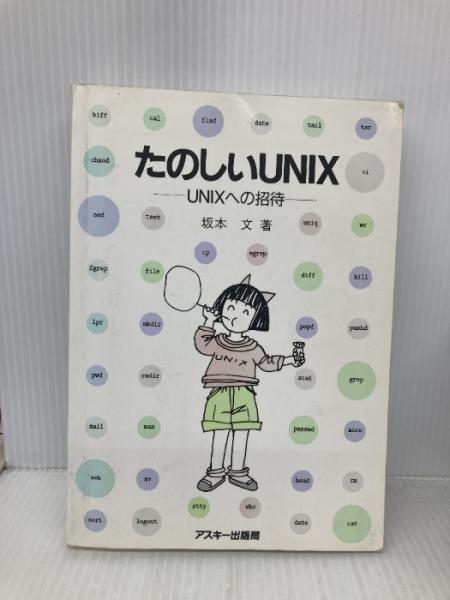 biff cal find date tail tar
chmod たのしいUNIX vi
UNIXへの招待
sed test 坂本 文 著 uniq wc
cp egrep
fgrep file diff kill
lpr mkdir popd pushd
UNIX
pwd rmdir zcat grep
mail man passwd more
awk mv head rm
stty who
sort logout date cat
アスキー出版局